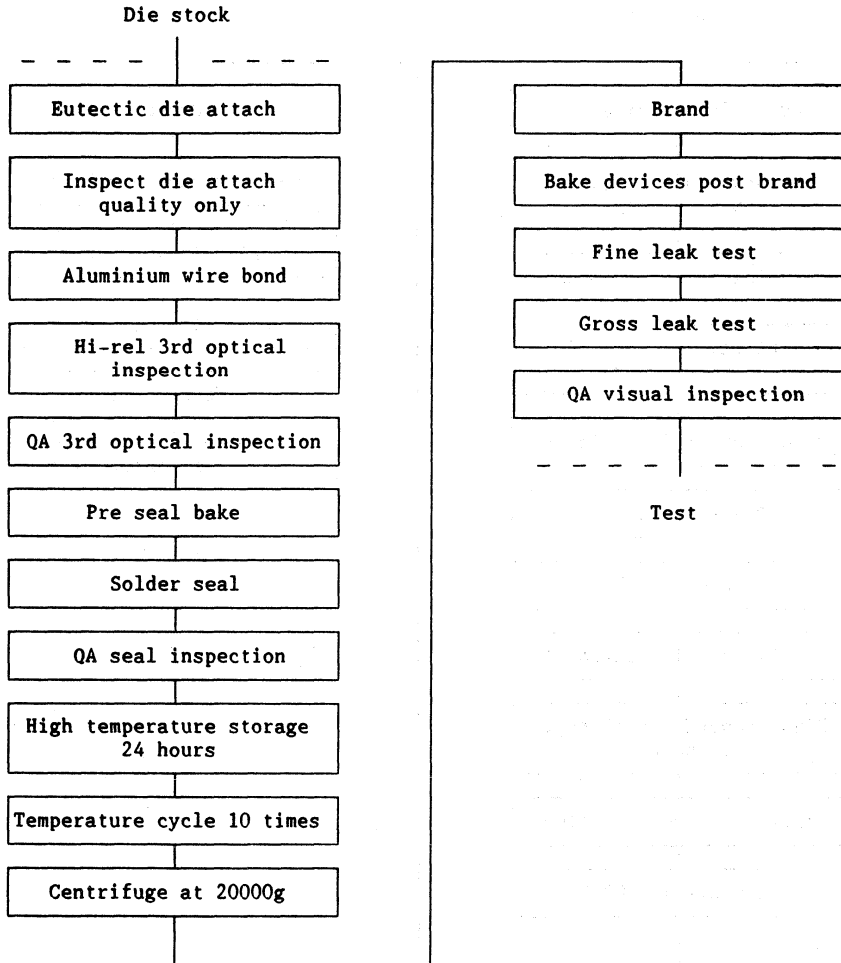 Die stock
Eutectic die attach
Inspect die attach
quality only
Aluminium wire bond
Hi-rel 3rd optical
inspection
QA 3rd optical inspection
Pre seal bake
Solder seal
QA seal inspection
High temperature storage
24 hours
Temperature cycle 10 times
Centrifuge at 20000g
Brand
Bake devices post brand
Fine leak test
Gross leak test
QA visual inspection
Test